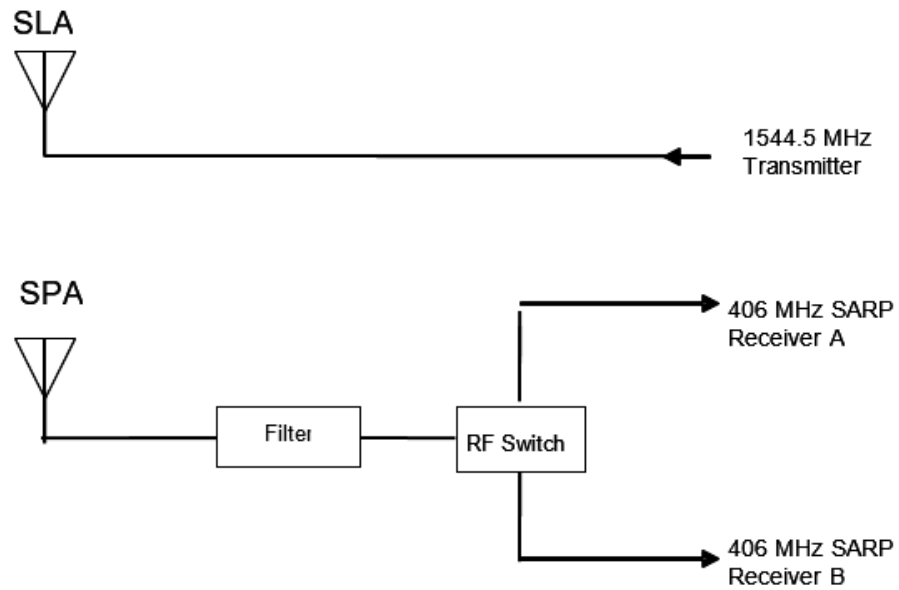 SLA
1544.5 MHz
Transmitter
SPA
406 MHz SARP
Receiver A
Filter
RF Switch
406 MHz SARP
Receiver B